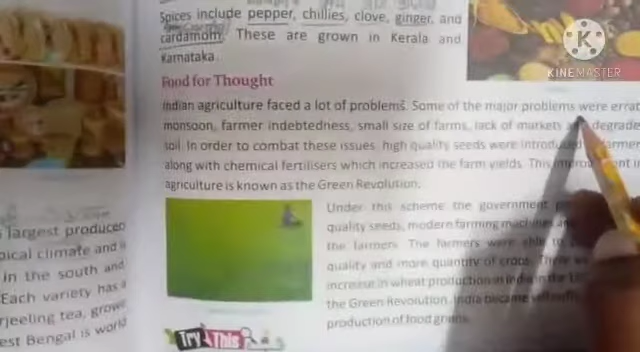 Spices include pepper, chillies, clove, ginger, and
cardamom. These are grown in Kerala and
Karnataka.
KINEMASTER
Food for Thought
Indian agriculture faced a lot of problems. Some of the major problems were
monsoon, farmer indebtedness, small size of farms, lack of markets
soil. In order to combat these issues, high quality seeds were
along with chemical fertilisers which increased the farm yields.
agriculture is known as the Green Revolution.
Under this scheme the government
quality seeds, modern farming machines
the farmers. The farmers were able to
quality and more quantity of crops.
increase in wheat production in India in the
the Green Revolution, India became
production of food grains.
Try This
largest producer
climate and
in the south and
Each variety has a
tea,
Bengal is world